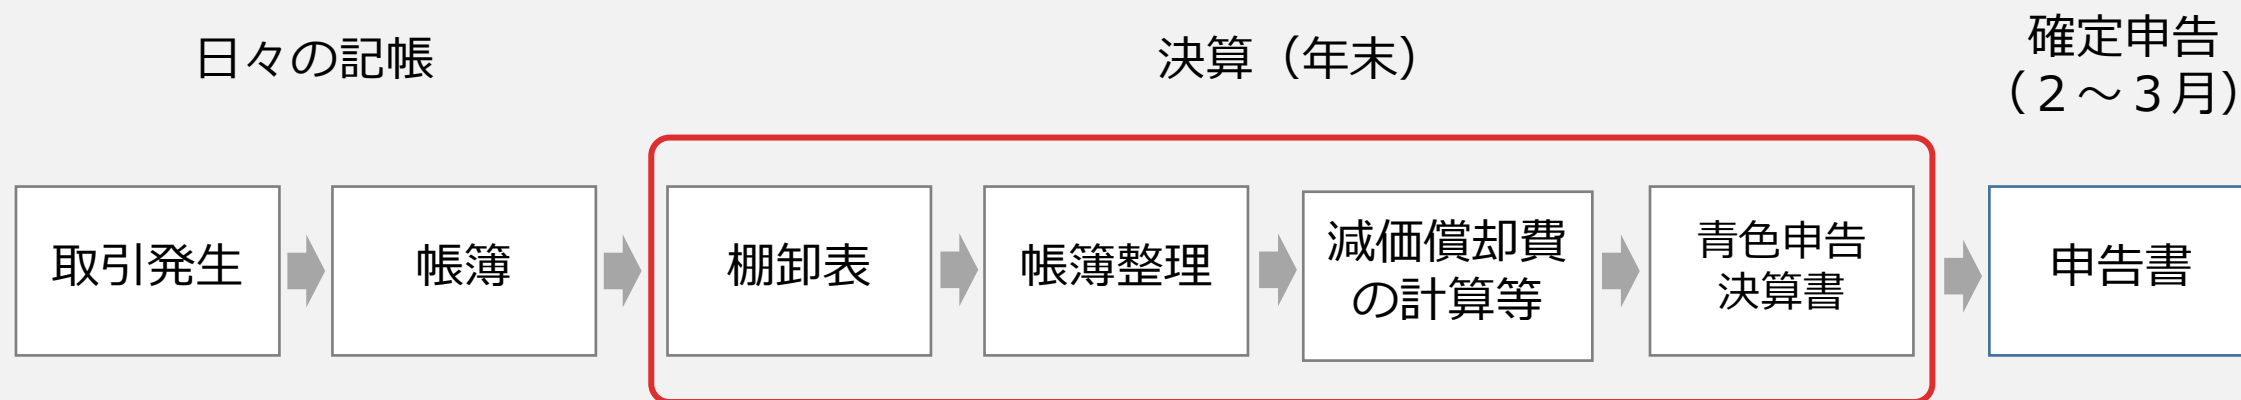 日々の記帳
決算（年末）
確定申告
（２～３月）
取引発生
帳簿
棚卸表
帳簿整理
減価償却費
の計算等
青色申告
決算書
申告書